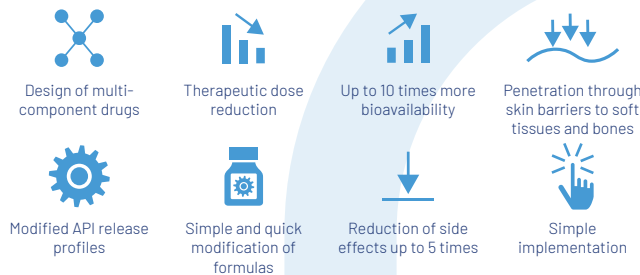 Design of multi-
component drugs
Therapeutic dose
reduction
Up to 10 times more
bioavailability
Penetration through
skin barriers to soft
tissues and bones
Modified API release
profiles
Simple and quick
modification of
formulas
Reduction of side
effects up to 5 times
Simple
implementation